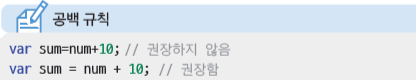 공백 규칙
var sum=num+10; // 권장하지 않음
var sum = num + 10; // 권장함